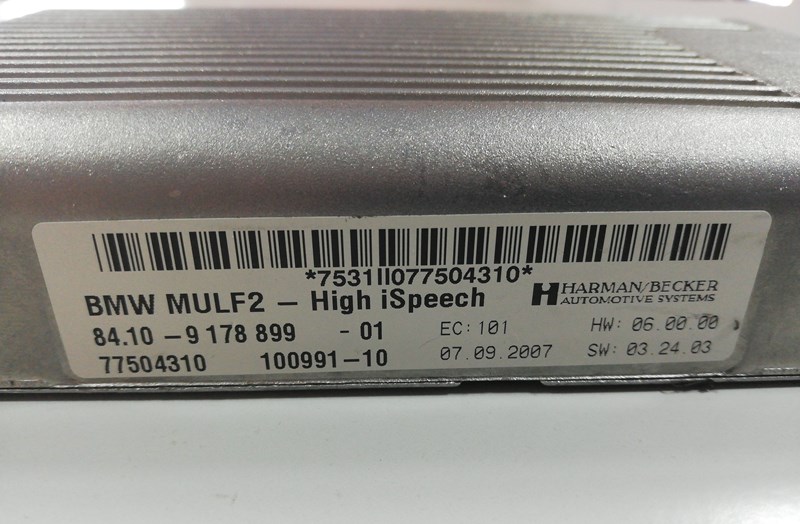 *7531II077504310*
BMW MULF2 - High iSpeech
HARMAN/BECKER
AUTOMOTIVE SYSTEMS
84.10 - 9 178 899 - 01
EC: 101
HW: 06.00.00
77504310 100991-10
07.09.2007
SW: 03.24.03